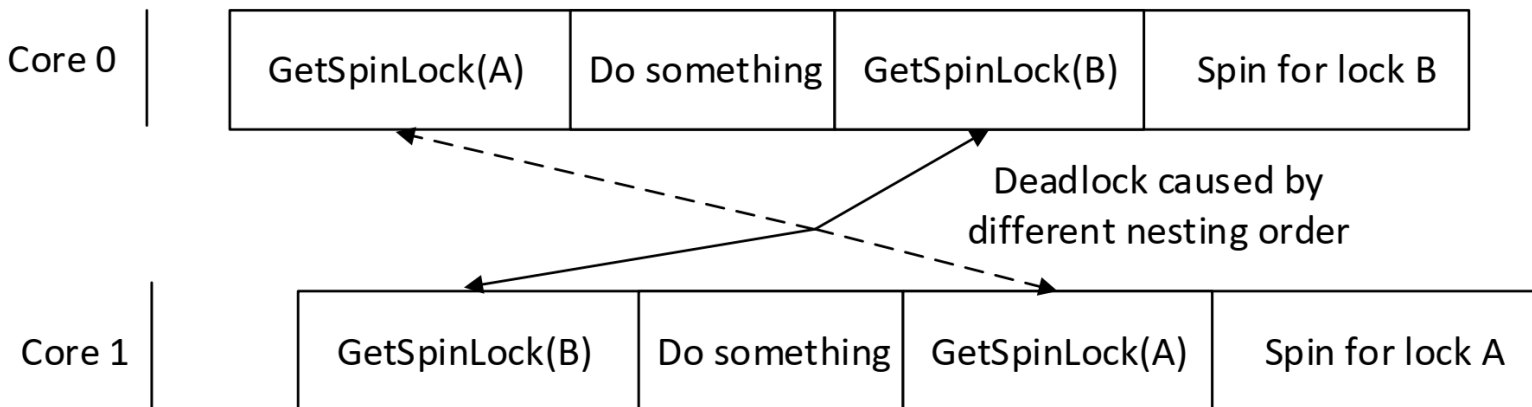 Core 0
GetSpinLock(A)
Do something
GetSpinLock(B)
Spin for lock B
Deadlock caused by
different nesting order
Core 1
GetSpinLock(B)
Do something
GetSpinLock(A)
Spin for lock A